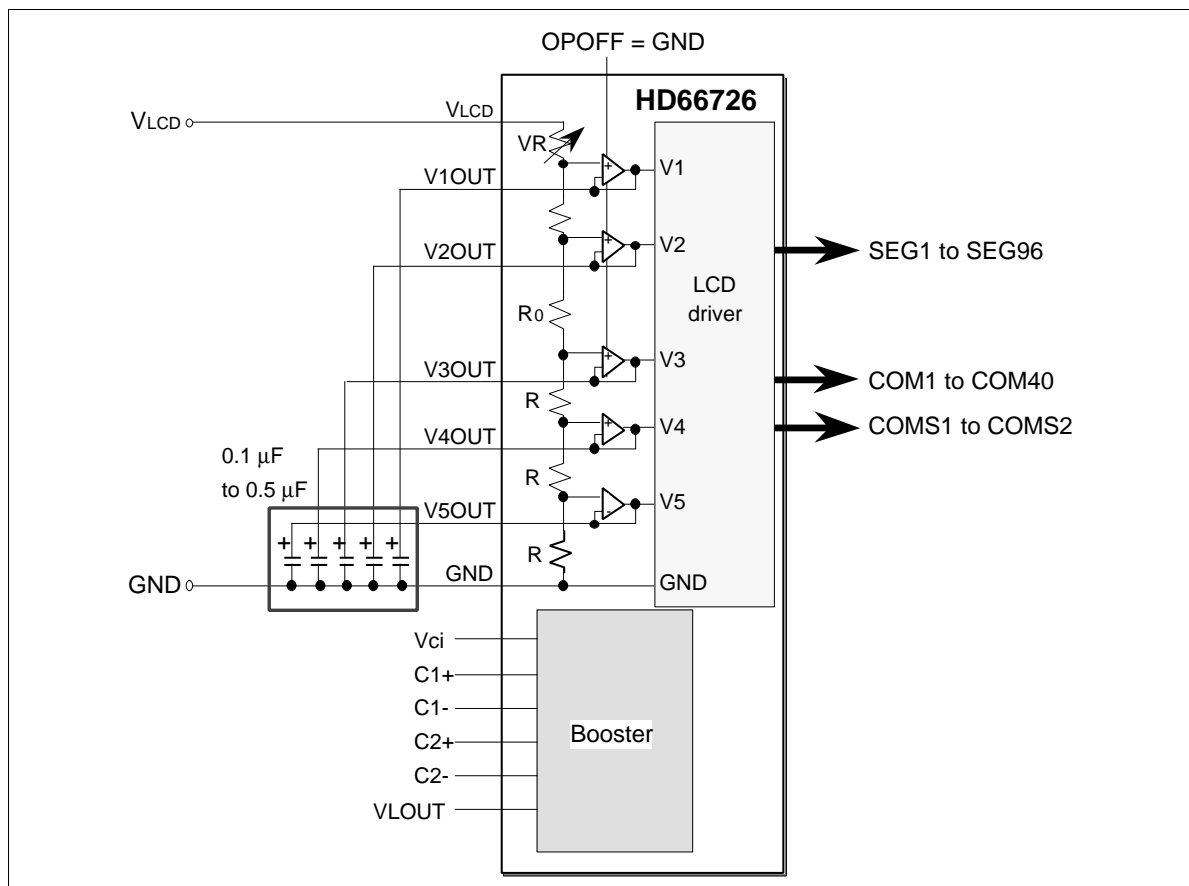 OPOFF = GND
HD66726
VLCD
VLCD
VR
+
V1
V1OUT
+
V2
V2OUT
SEG1 to SEG96
LCD
driver
R0
+
V3
V3OUT
COM1 to COM40
R
+
V4
V4OUT
COMS1 to COMS2
0.1 µF
to 0.5 µF
R
V5
-
V5OUT
+ + + + +
R
GND
GND
GND
Vci
C1+
C1-
Booster
C2+
C2-
VLOUT